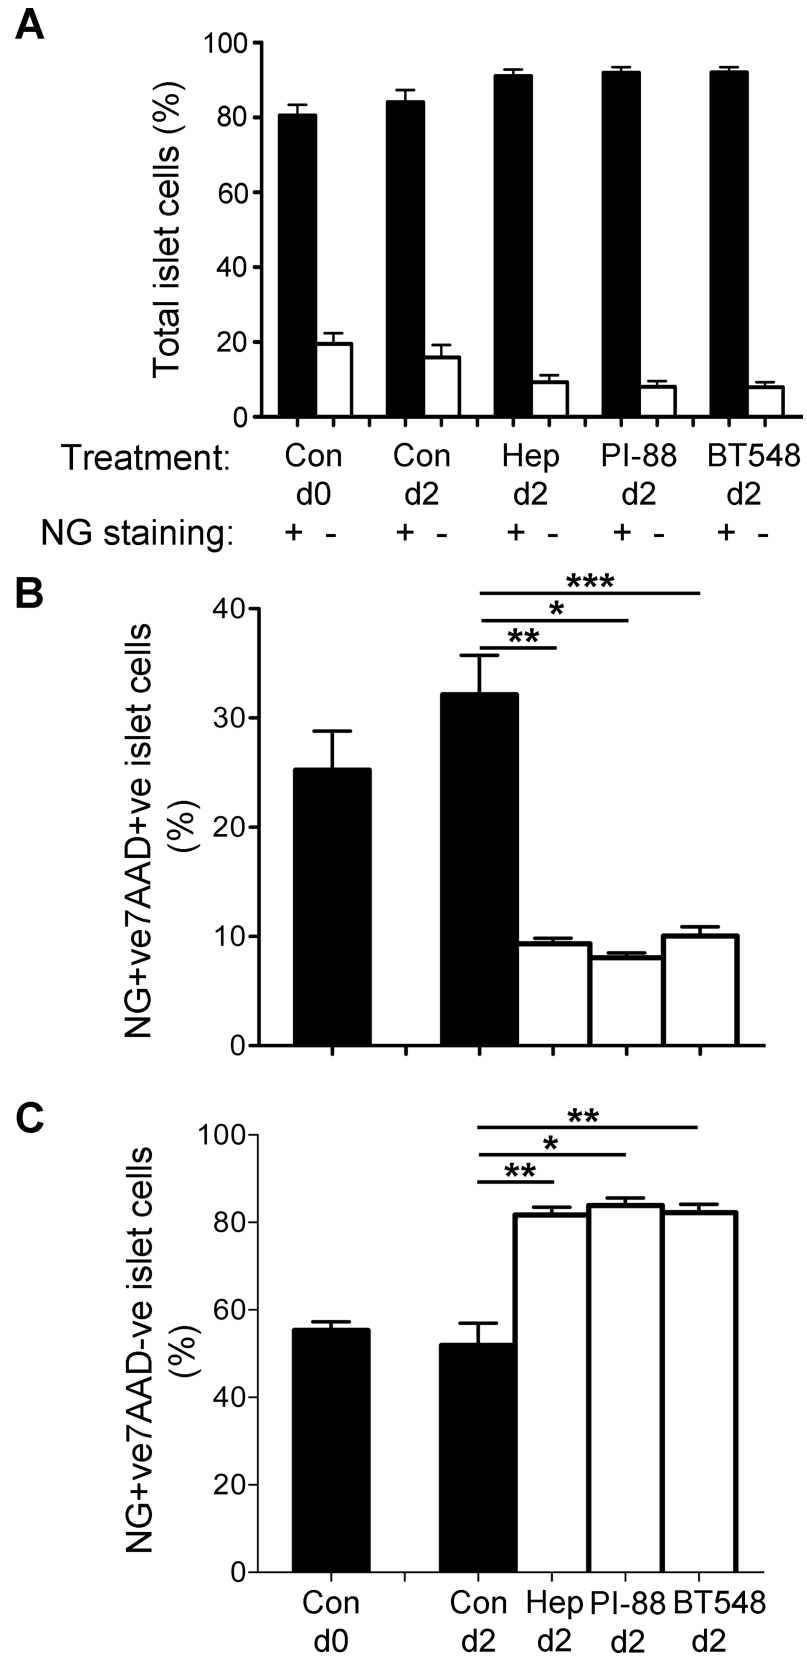 A
Total islet cells (%)
100
80
60
40
20
0
Treatment: Con Con Hep PI-88 BT548
d0 d2 d2 d2 d2
NG staining: + - + - + - + - + -
B
NG+ve7AAD+ve islet cells
(%)
40
30
20
10
0
***
*
**
C
NG+ve7AAD-ve islet cells
(%)
100
80
60
40
20
0
**
*
**
Con Con Hep PI-88 BT548
d0 d2 d2 d2 d2